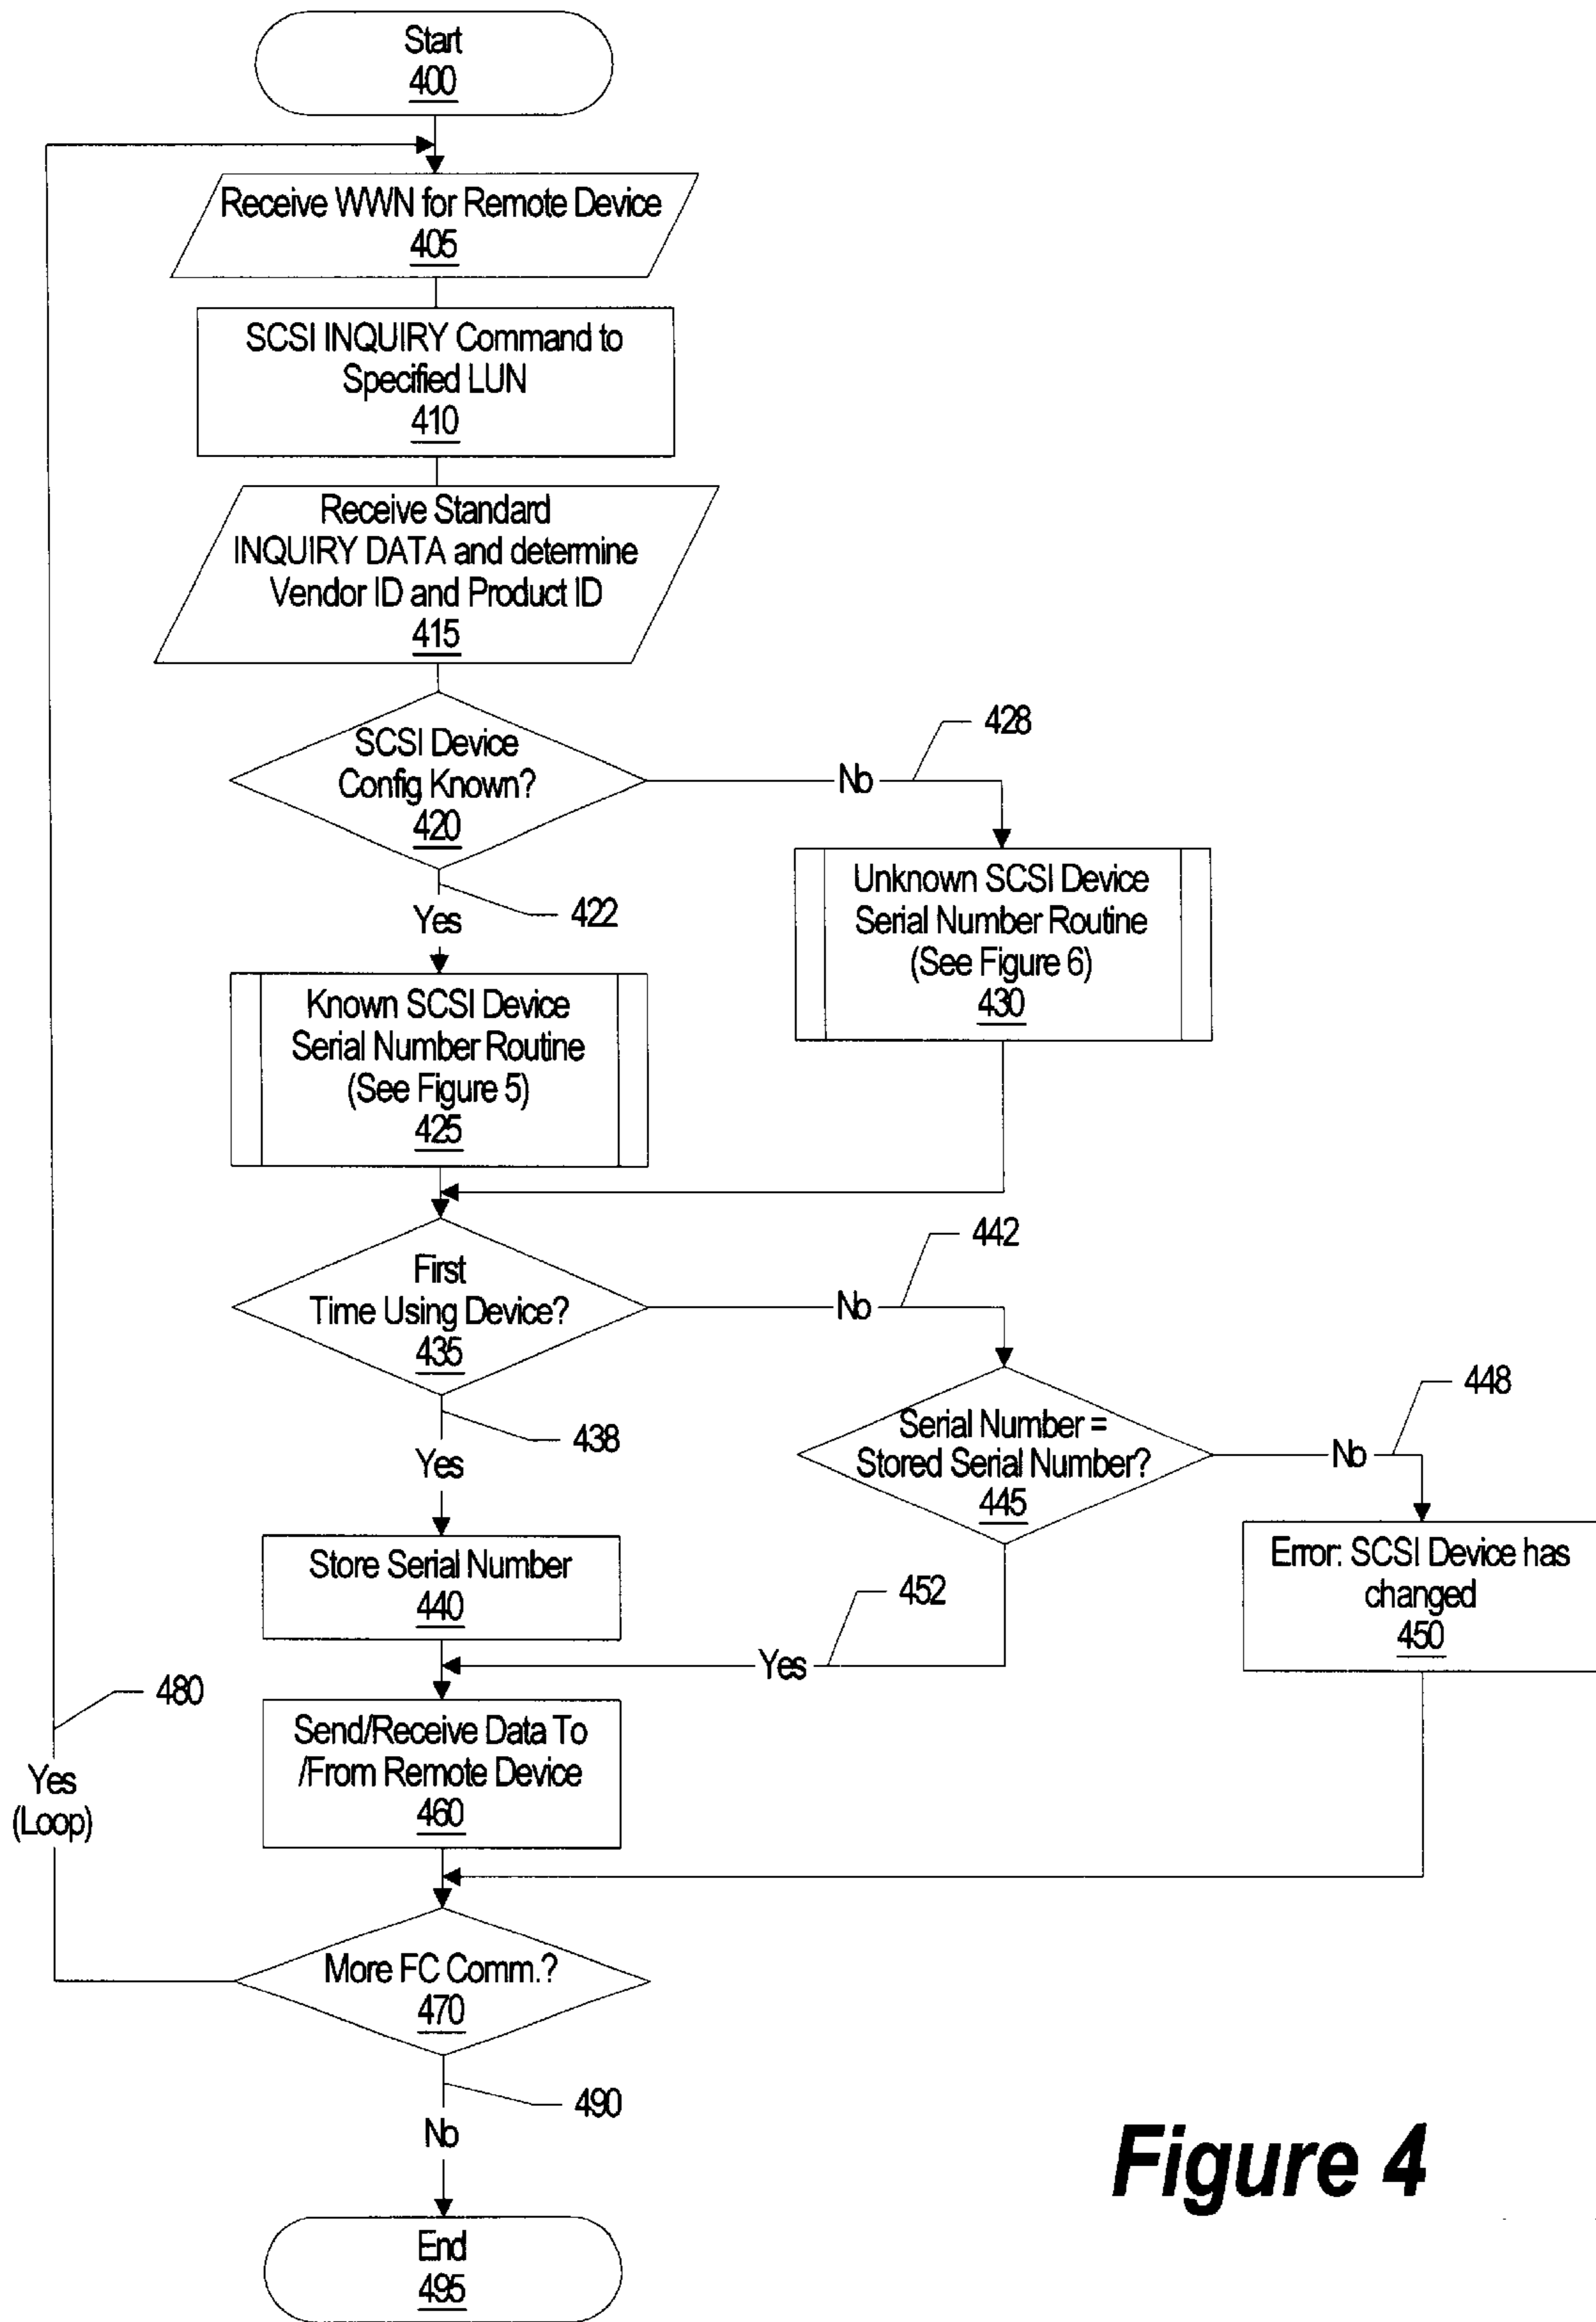 Start
400
Receive WWN for Remote Device
405
SCSI INQUIRY Command to
Specified LUN
410
Receive Standard
INQUIRY DATA and determine
Vendor ID and Product ID
415
SCSI Device
Config Known?
420
No
428
422
Yes
Unknown SCSI Device
Serial Number Routine
(See Figure 6)
430
Known SCSI Device
Serial Number Routine
(See Figure 5)
425
First
Time Using Device?
435
No
442
438
Yes
Serial Number =
Stored Serial Number?
445
No
448
Store Serial Number
440
452
Yes
Error: SCSI Device has
changed
450
480
Yes
(Loop)
Send/Receive Data To
/From Remote Device
460
More FC Comm.?
470
490
No
End
495
Figure 4